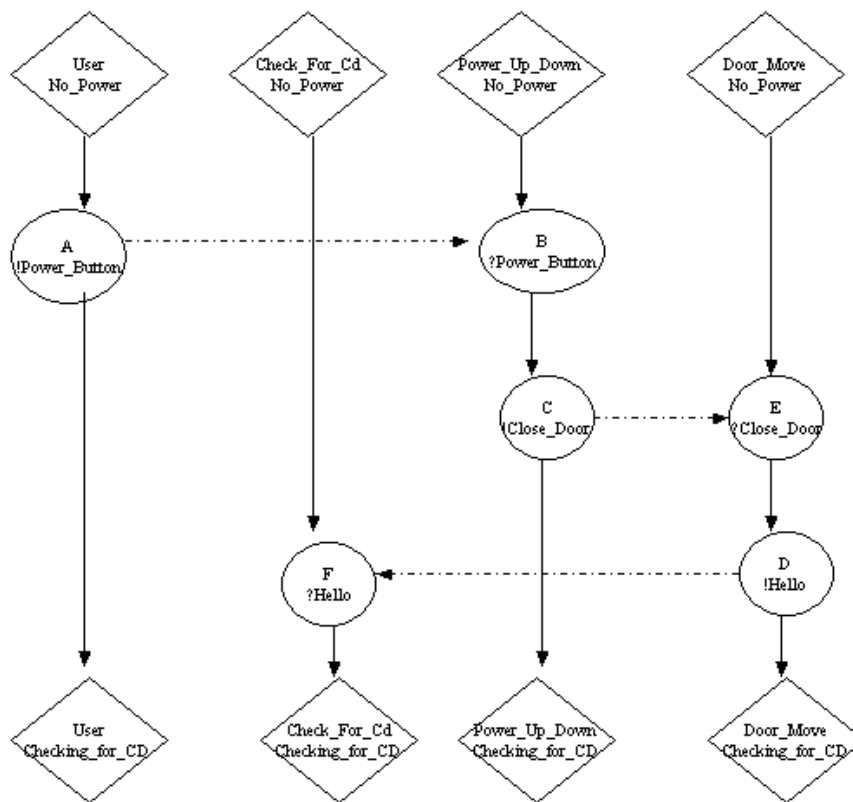 User
No_Power
Check_For_Cd
No_Power
Power_Up_Down
No_Power
Door_Move
No_Power
A
!Power_Button
B
?Power_Button
C
!Close_Door
E
?Close_Door
F
?Hello
D
!Hello
User
Checking_for_CD
Check_For_Cd
Checking_for_CD
Power_Up_Down
Checking_for_CD
Door_Move
Checking_for_CD